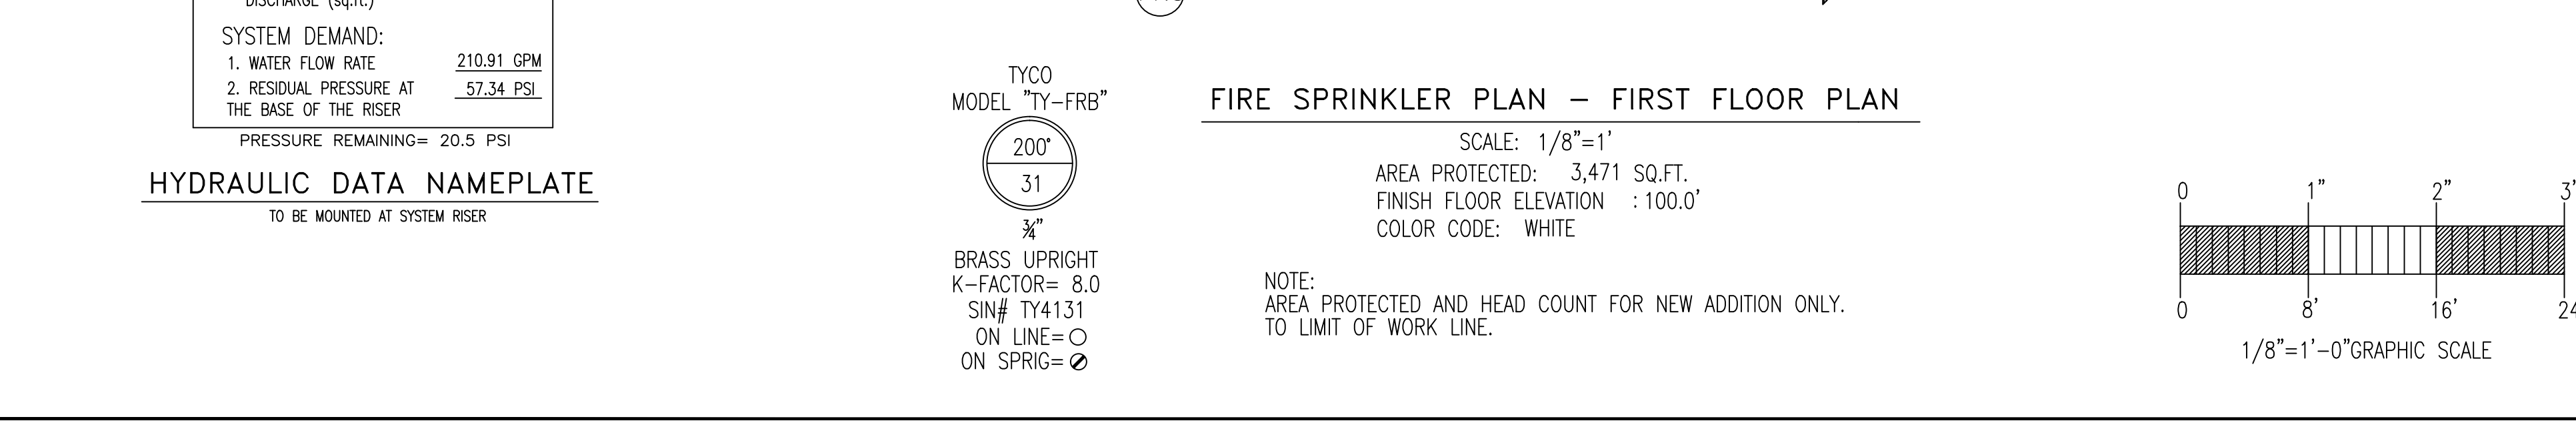 DISCHARGE (sq.ft.)
SYSTEM DEMAND:
1. WATER FLOW RATE 210.91 GPM
2. RESIDUAL PRESSURE AT 57.34 PSI
THE BASE OF THE RISER
PRESSURE REMAINING= 20.5 PSI
HYDRAULIC DATA NAMEPLATE
TO BE MOUNTED AT SYSTEM RISER
TYCO
MODEL "TY-FRB"
200°
31
¾"
BRASS UPRIGHT
K-FACTOR= 8.0
SIN# TY4131
ON LINE=
ON SPRIG=
FIRE SPRINKLER PLAN – FIRST FLOOR PLAN
SCALE: 1/8"=1'
AREA PROTECTED: 3,471 SQ.FT.
FINISH FLOOR ELEVATION : 100.0'
COLOR CODE: WHITE
NOTE:
AREA PROTECTED AND HEAD COUNT FOR NEW ADDITION ONLY.
TO LIMIT OF WORK LINE.
0 1" 2" 3"
0 8' 16' 24
1/8"=1'-0"GRAPHIC SCALE